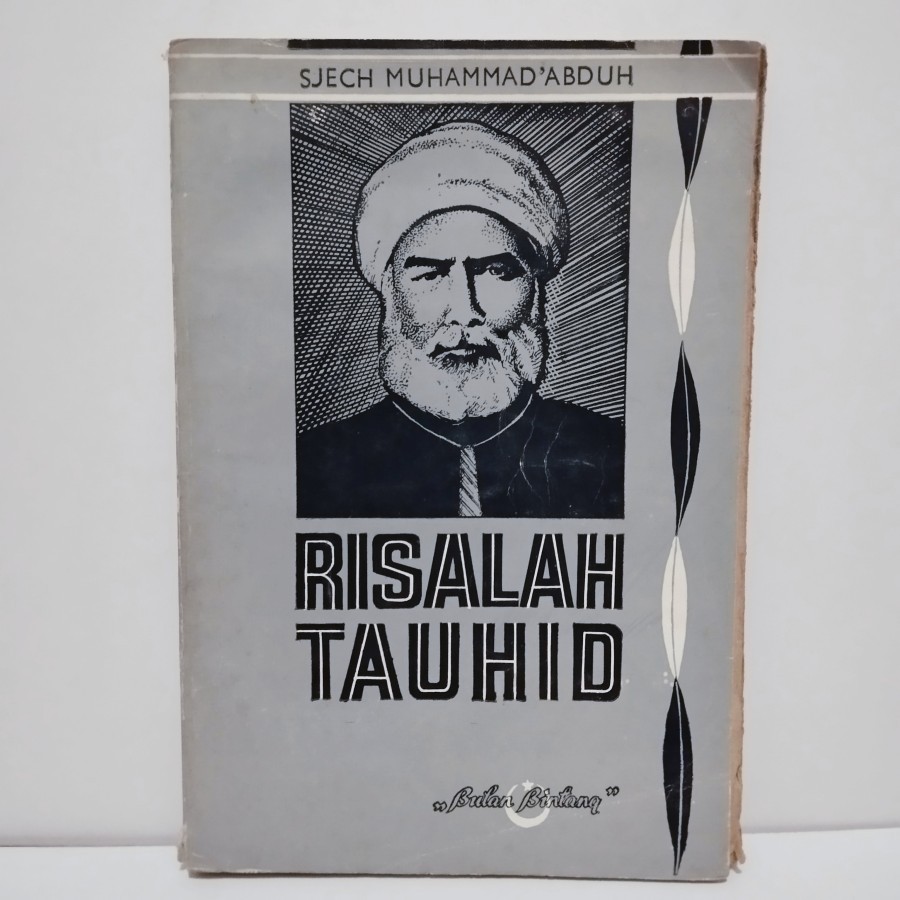 SJECH MUHAMMAD'ABDUH
RISALAH
TAUHID
„Bulan Bintang”